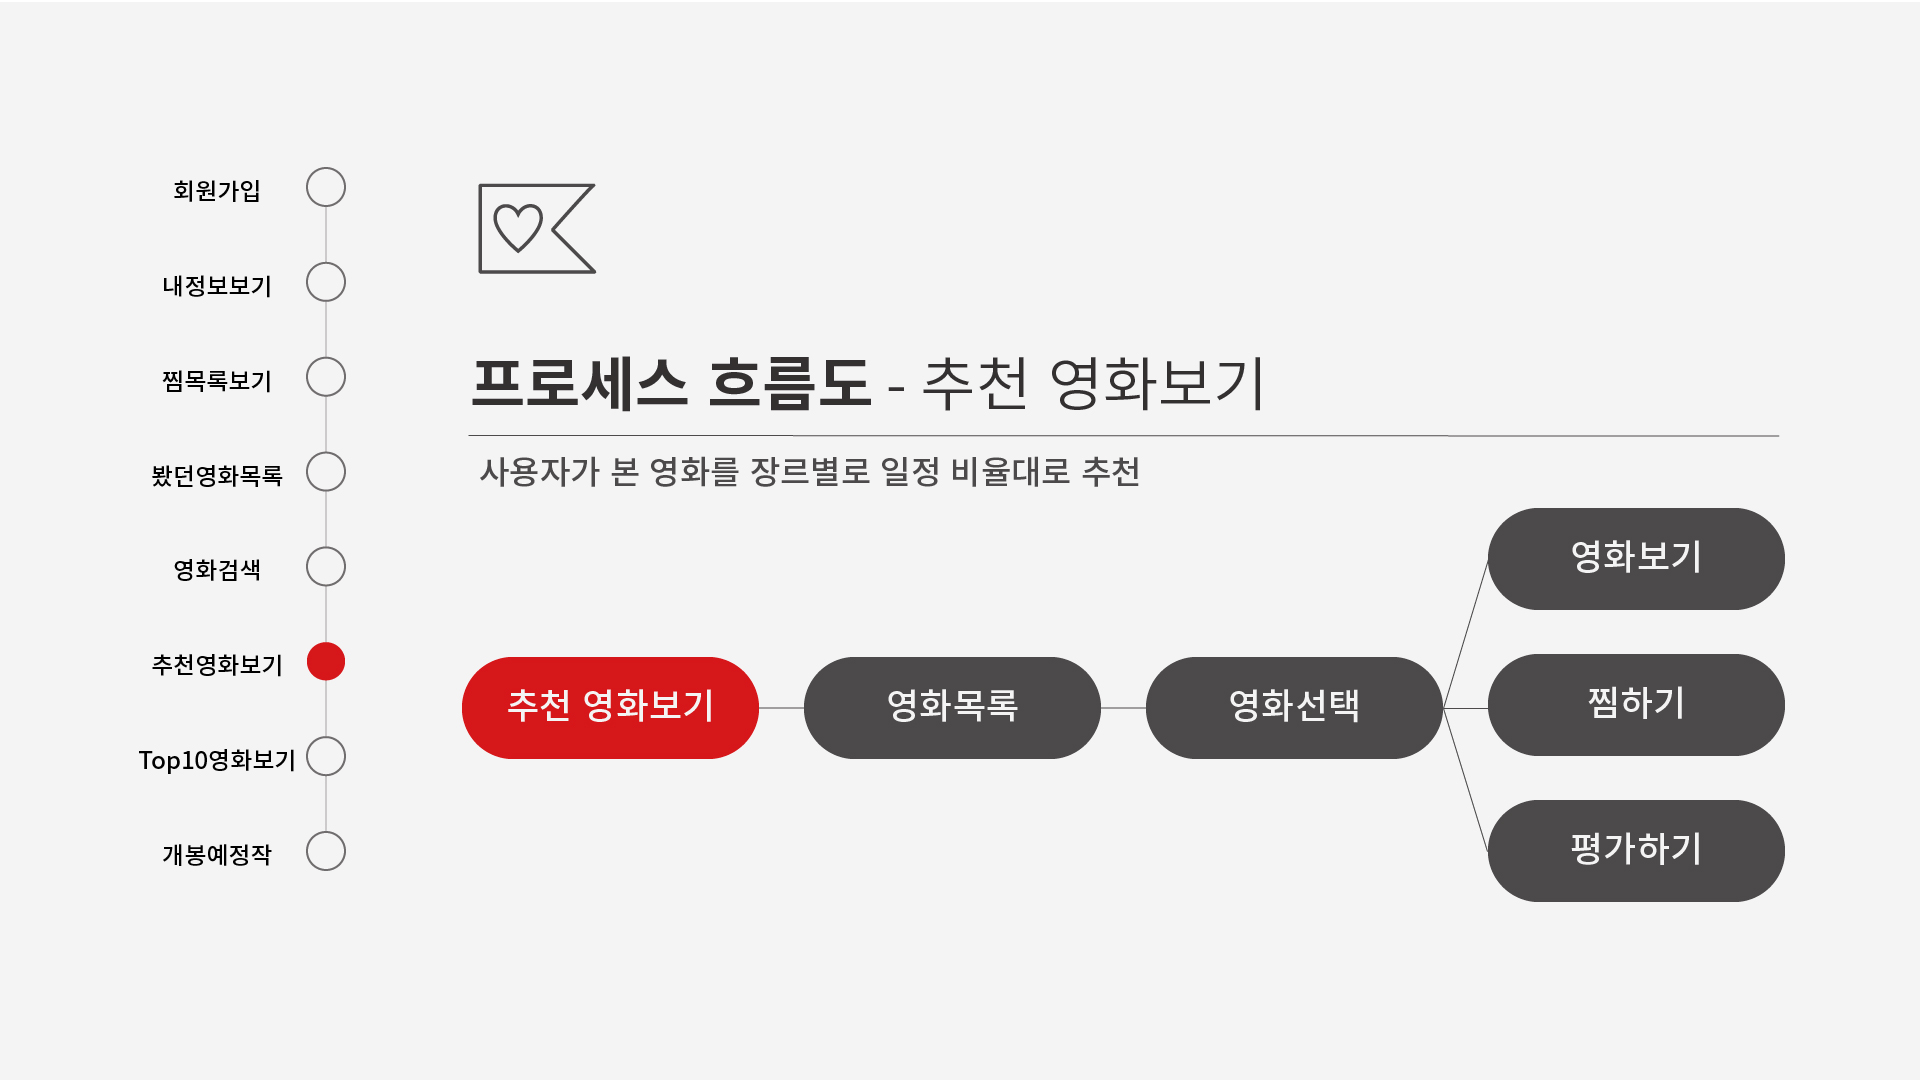 회원가입
내정보보기
찜목록보기
봤던영화목록
영화검색
추천영화보기
Top10영화보기
개봉예정작
프로세스 흐름도 - 추천 영화보기
사용자가 본 영화를 장르별로 일정 비율대로 추천
추천 영화보기
영화목록
영화선택
영화보기
찜하기
평가하기